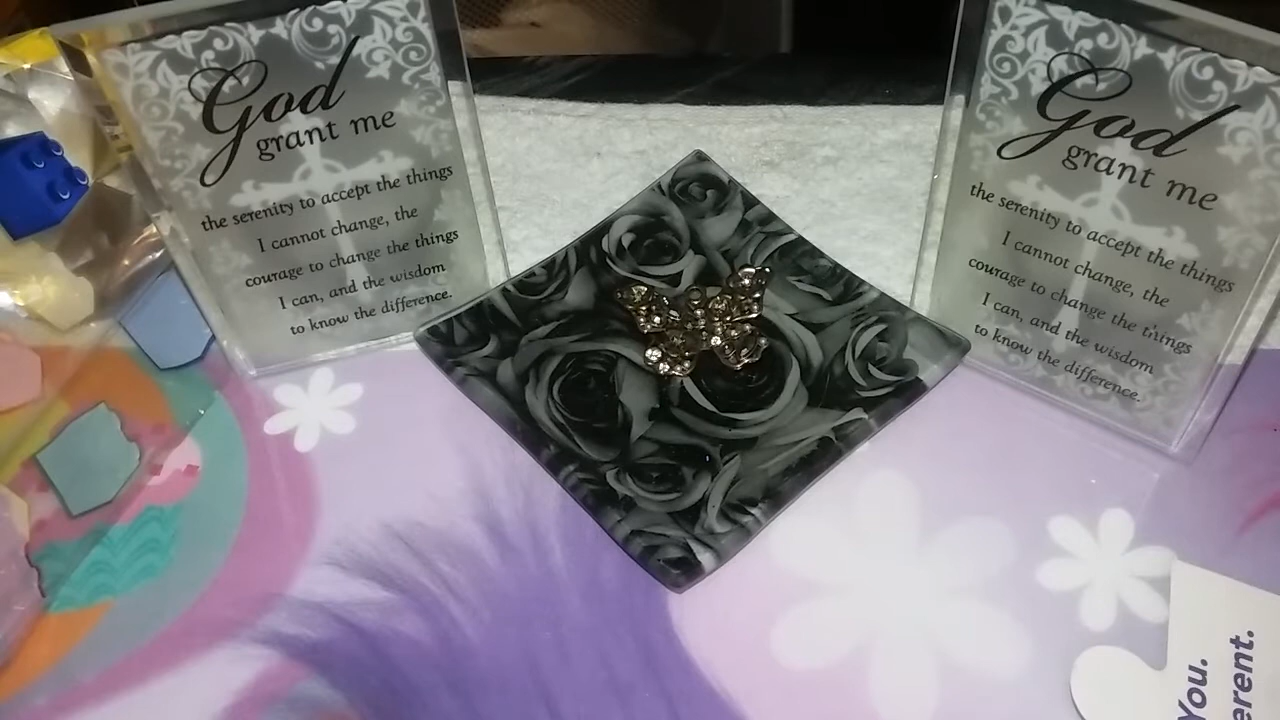 God
grant me
the serenity to accept the things
I cannot change, the
courage to change the things
I can, and the wisdom
to know the difference.
God
grant me
the serenity to accept the things
I cannot change, the
courage to change the things
I can, and the wisdom
to know the difference.
You.